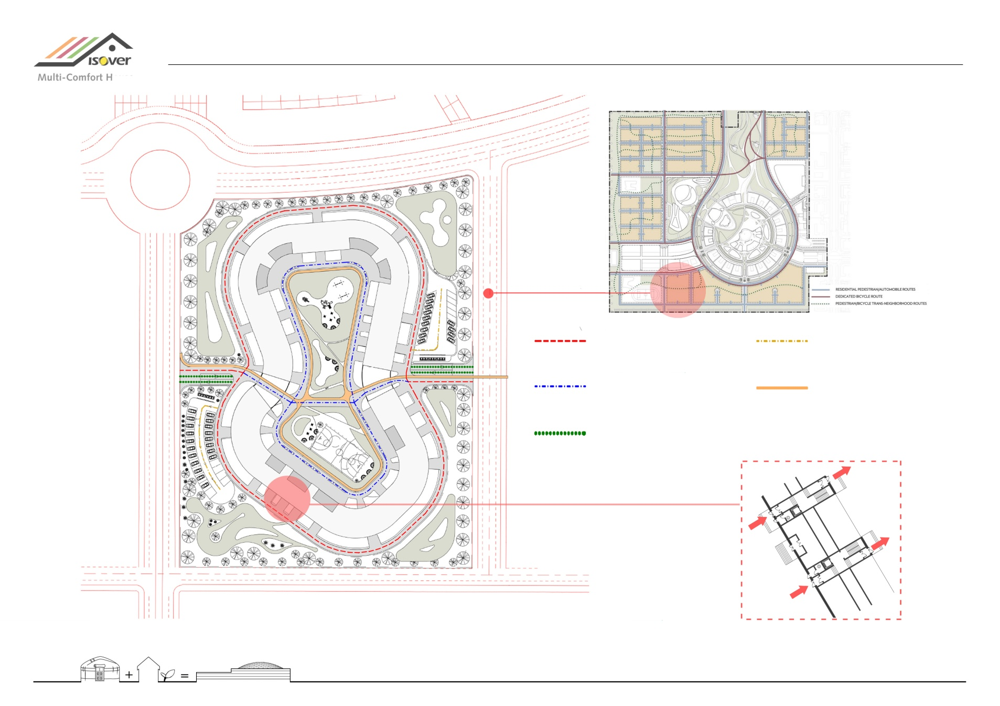 ISOVER
Multi-Comfort H
RESIDENTIAL PEDESTRIAN/AUTOMOBILE ROUTES
DEDICATED BICYCLE ROUTE
PEDESTRIAN/BICYCLE TRANS-NEIGHBORHOOD ROUTES
+
=